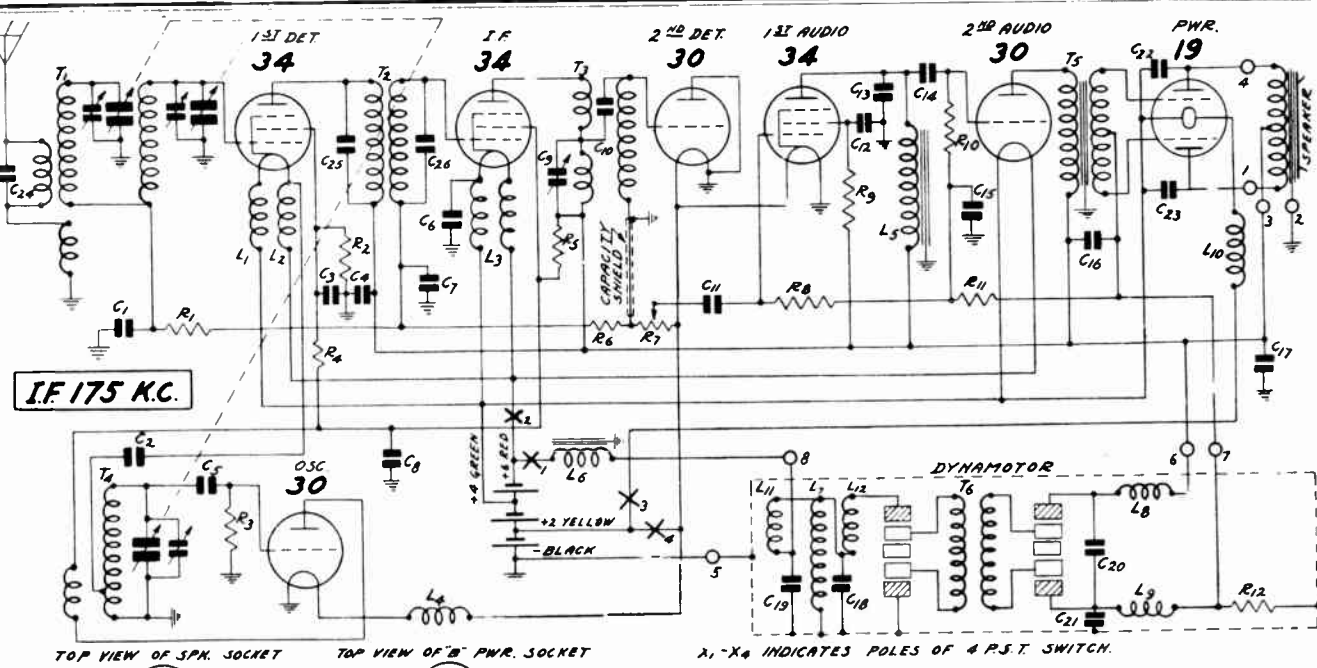 1ST DET. 34
I.F. 34
2ND DET. 30
1ST AUDIO 34
2ND AUDIO 30
PWR. 19
T1
T2
T3
T5
C22
4
T.SPEAKER
C24
C25
C26
C9
C10
C13
C14
C12
R10
L1
L2
R2
C3
C4
C6
L3
C7
R5
CAPACITY SHIELD
R9
L5
C15
C16
C23
1
3
2
L10
C1
R1
R4
R6
R7
C11
R8
R11
C17
I.F. 175 K.C.
C2
C5
OSC 30
T4
R3
C8
+4 GREEN
+6 RED
2
1
L6
8
3
+2 YELLOW
4
-BLACK
5
L4
DYNAMOTOR
6
7
L11
L7
L12
T6
L8
C19
C18
C20
C21
L9
R12
TOP VIEW OF SPK. SOCKET
TOP VIEW OF "B" PWR. SOCKET
X1-X4 INDICATES POLES OF 4 P.S.T. SWITCH.